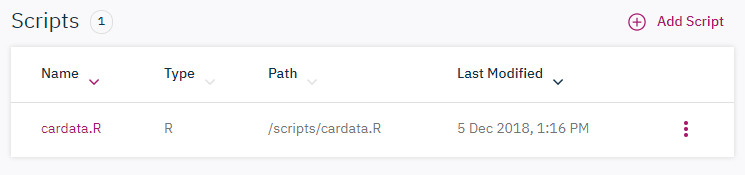 Scripts 1 Add Script
Name Type Path Last Modified
cardata.R R /scripts/cardata.R 5 Dec 2018, 1:16 PM